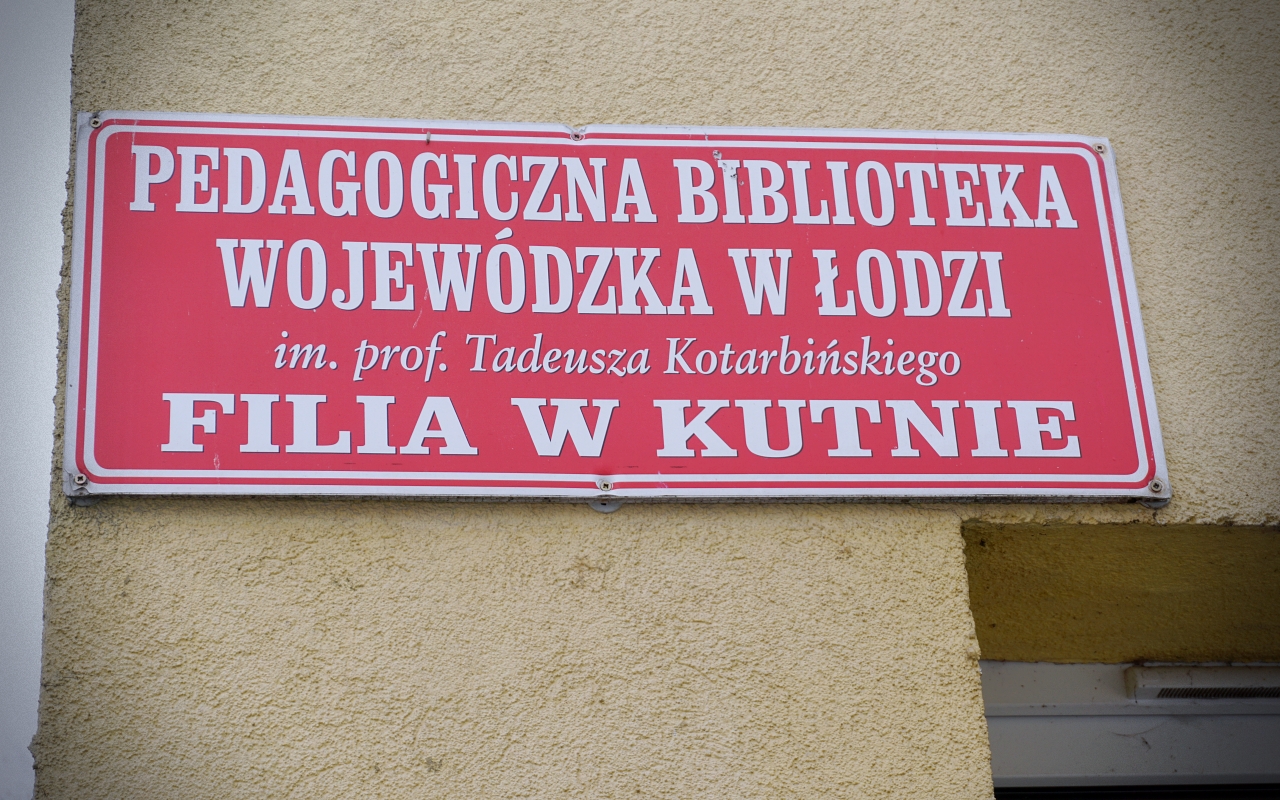 PEDAGOGICZNA BIBLIOTEKA
WOJEWÓDZKA W ŁODZI
im. prof. Tadeusza Kotarbińskiego
FILIA W KUTNIE